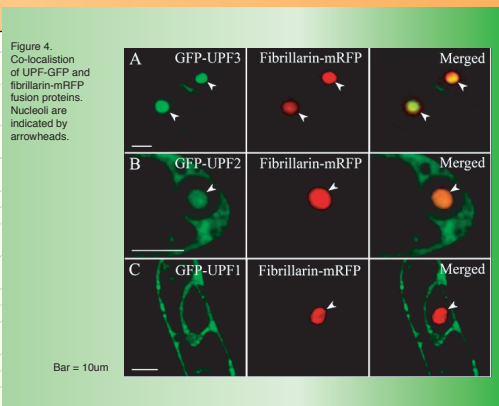 Figure 4.
Co-localistion
of UPF-GFP and
fibrillarin-mRFP
fusion proteins.
Nucleoli are
indicated by
arrowheads.
A GFP-UPF3 Fibrillarin-mRFP Merged
B GFP-UPF2 Fibrillarin-mRFP Merged
C GFP-UPF1 Fibrillarin-mRFP Merged
Bar = 10um